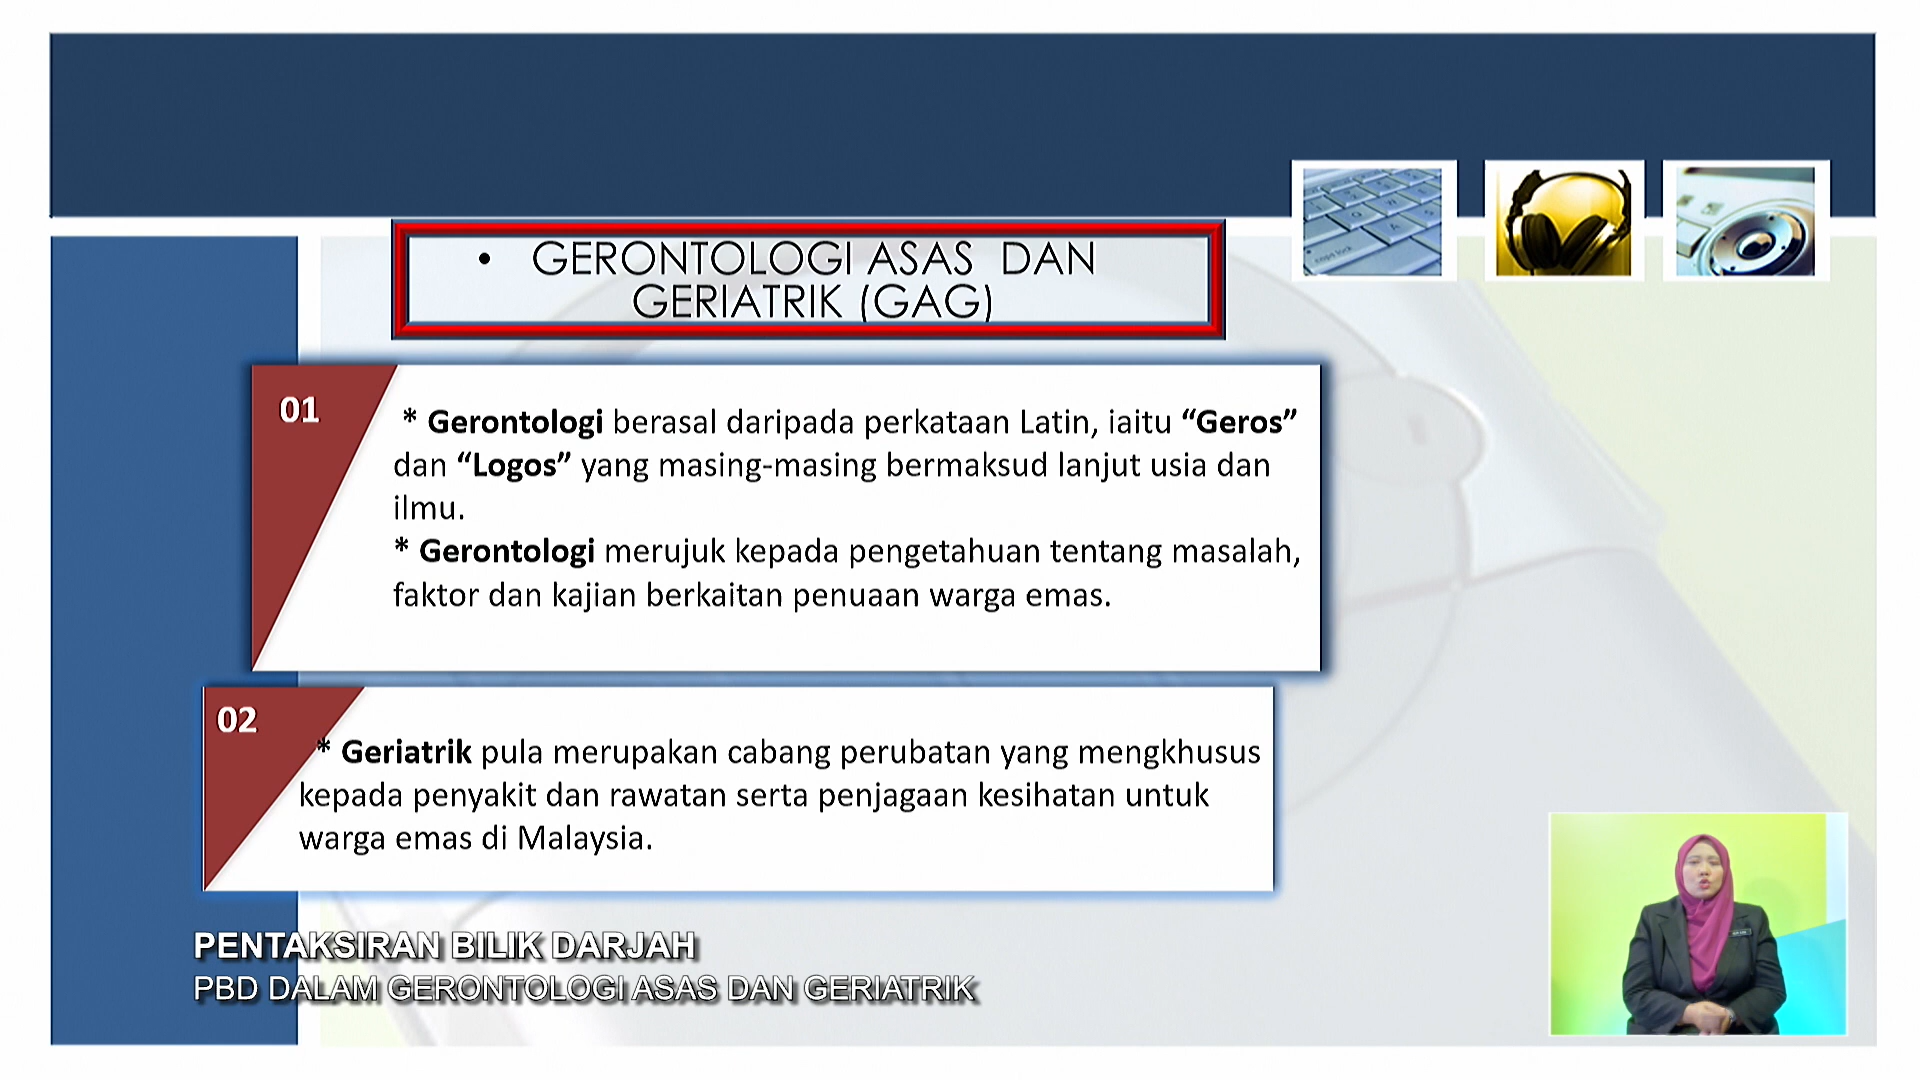 • GERONTOLOGI ASAS DAN
GERIATRIK (GAG)
01
* Gerontologi berasal daripada perkataan Latin, iaitu “Geros”
dan “Logos” yang masing-masing bermaksud lanjut usia dan
ilmu.
* Gerontologi merujuk kepada pengetahuan tentang masalah,
faktor dan kajian berkaitan penuaan warga emas.
02
* Geriatrik pula merupakan cabang perubatan yang mengkhusus
kepada penyakit dan rawatan serta penjagaan kesihatan untuk
warga emas di Malaysia.
PENTAKSIRAN BILIK DARJAH
PBD DALAM GERONTOLOGI ASAS DAN GERIATRIK